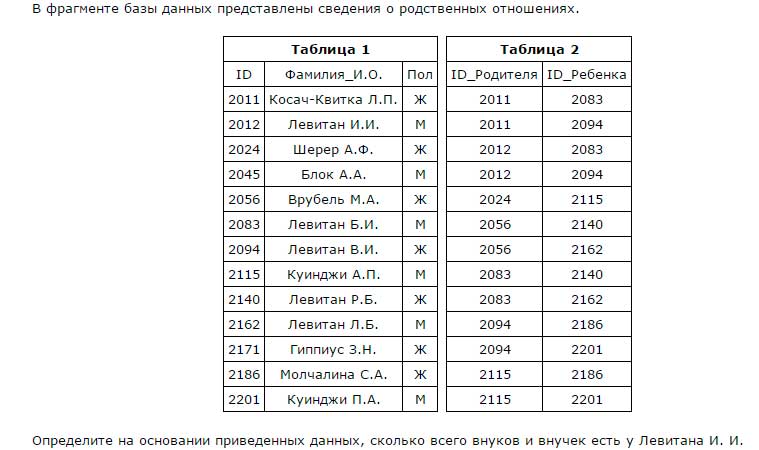 В фрагменте базы данных представлены сведения о родственных отношениях.
Таблица 1 Таблица 2
ID Фамилия_И.О. Пол ID_Родителя ID_Ребенка
2011 Косач-Квитка Л.П. Ж 2011 2083
2012 Левитан И.И. М 2011 2094
2024 Шерер А.Ф. Ж 2012 2083
2045 Блок А.А. М 2012 2094
2056 Врубель М.А. Ж 2024 2115
2083 Левитан Б.И. М 2056 2140
2094 Левитан В.И. Ж 2056 2162
2115 Куинджи А.П. М 2083 2140
2140 Левитан Р.Б. Ж 2083 2162
2162 Левитан Л.Б. М 2094 2186
2171 Гиппиус З.Н. Ж 2094 2201
2186 Молчалина С.А. Ж 2115 2186
2201 Куинджи П.А. М 2115 2201
Определите на основании приведенных данных, сколько всего внуков и внучек есть у Левитана И. И.